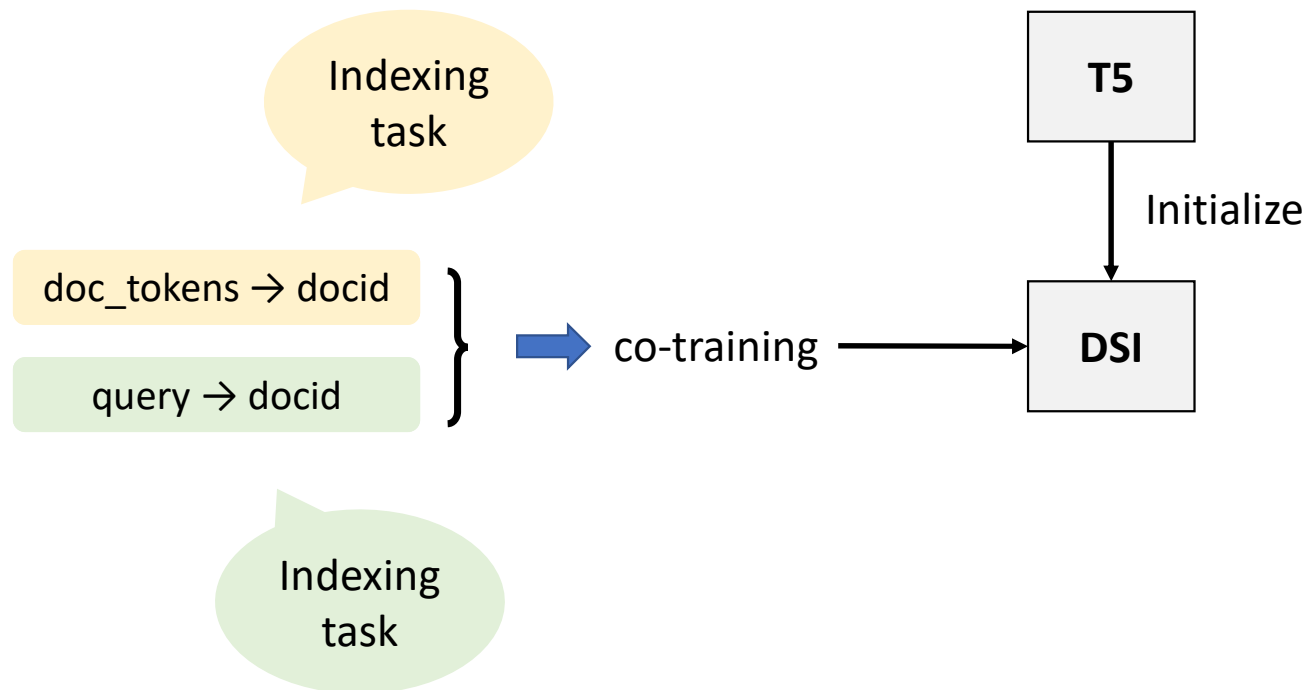 Indexing
task
T5
Initialize
doc_tokens → docid
query → docid
co-training
DSI
Indexing
task